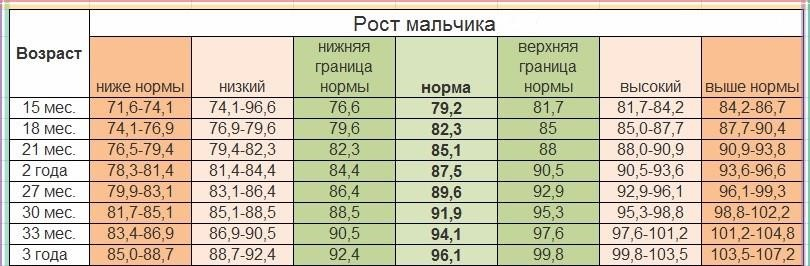 Рост мальчика
Возраст ниже нормы низкий нижняя граница нормы норма верхняя граница нормы высокий выше нормы
15 мес. 71,6-74,1 74,1-96,6 76,6 79,2 81,7 81,7-84,2 84,2-86,7
18 мес. 74,1-76,9 76,9-79,6 79,6 82,3 85 85,0-87,7 87,7-90,4
21 мес. 76,5-79,4 79,4-82,3 82,3 85,1 88 88,0-90,9 90,9-93,8
2 года 78,3-81,4 81,4-84,4 84,4 87,5 90,5 90,5-93,6 93,6-96,6
27 мес. 79,9-83,1 83,1-86,4 86,4 89,6 92,9 92,9-96,1 96,1-99,3
30 мес. 81,7-85,1 85,1-88,5 88,5 91,9 95,3 95,3-98,8 98,8-102,2
33 мес. 83,4-86,9 86,9-90,5 90,5 94,1 97,6 97,6-101,2 101,2-104,8
3 года 85,0-88,7 88,7-92,4 92,4 96,1 99,8 99,8-103,5 103,5-107,2